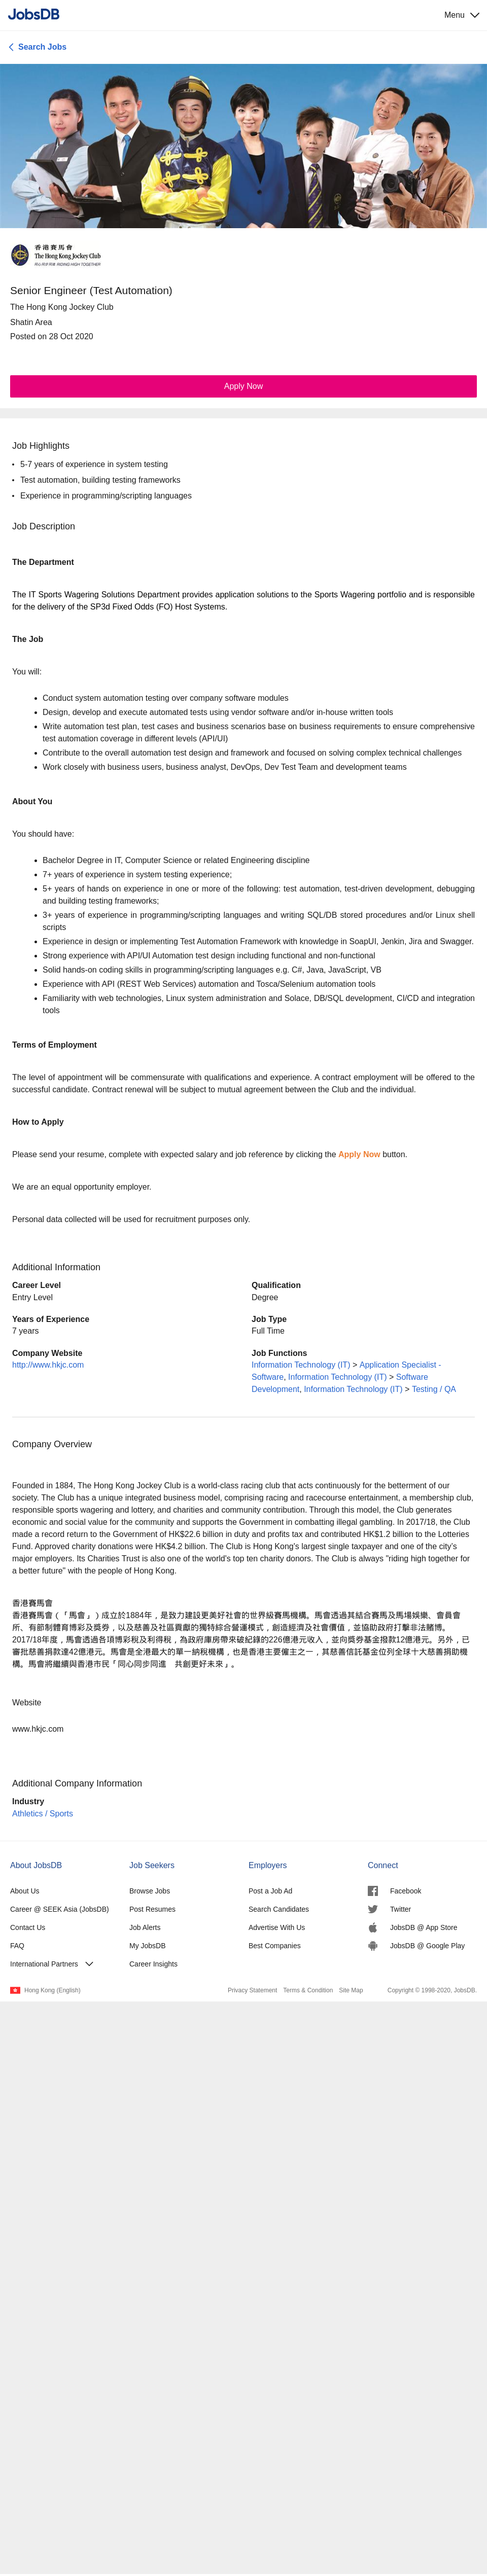 JobsDB
Menu
Search Jobs
香港賽馬會
The Hong Kong Jockey Club
RIDING HIGH TOGETHER
Senior Engineer (Test Automation)
The Hong Kong Jockey Club
Shatin Area
Posted on 28 Oct 2020
Apply Now
Job Highlights
• 5-7 years of experience in system testing
• Test automation, building testing frameworks
• Experience in programming/scripting languages
Job Description
The Department
The IT Sports Wagering Solutions Department provides application solutions to the Sports Wagering portfolio and is responsible
for the delivery of the SP3d Fixed Odds (FO) Host Systems.
The Job
You will:
• Conduct system automation testing over company software modules
• Design, develop and execute automated tests using vendor software and/or in-house written tools
• Write automation test plan, test cases and business scenarios base on business requirements to ensure comprehensive
test automation coverage in different levels (API/UI)
• Contribute to the overall automation test design and framework and focused on solving complex technical challenges
• Work closely with business users, business analyst, DevOps, Dev Test Team and development teams
About You
You should have:
• Bachelor Degree in IT, Computer Science or related Engineering discipline
• 7+ years of experience in system testing experience;
• 5+ years of hands on experience in one or more of the following: test automation, test-driven development, debugging
and building testing frameworks;
• 3+ years of experience in programming/scripting languages and writing SQL/DB stored procedures and/or Linux shell
scripts
• Experience in design or implementing Test Automation Framework with knowledge in SoapUI, Jenkin, Jira and Swagger.
• Strong experience with API/UI Automation test design including functional and non-functional
• Solid hands-on coding skills in programming/scripting languages e.g. C#, Java, JavaScript, VB
• Experience with API (REST Web Services) automation and Tosca/Selenium automation tools
• Familiarity with web technologies, Linux system administration and Solace, DB/SQL development, CI/CD and integration
tools
Terms of Employment
The level of appointment will be commensurate with qualifications and experience. A contract employment will be offered to the
successful candidate. Contract renewal will be subject to mutual agreement between the Club and the individual.
How to Apply
Please send your resume, complete with expected salary and job reference by clicking the Apply Now button.
We are an equal opportunity employer.
Personal data collected will be used for recruitment purposes only.
Additional Information
Career Level
Entry Level
Qualification
Degree
Years of Experience
7 years
Job Type
Full Time
Company Website
http://www.hkjc.com
Job Functions
Information Technology (IT) > Application Specialist -
Software, Information Technology (IT) > Software
Development, Information Technology (IT) > Testing / QA
Company Overview
Founded in 1884, The Hong Kong Jockey Club is a world-class racing club that acts continuously for the betterment of our
society. The Club has a unique integrated business model, comprising racing and racecourse entertainment, a membership club,
responsible sports wagering and lottery, and charities and community contribution. Through this model, the Club generates
economic and social value for the community and supports the Government in combatting illegal gambling. In 2017/18, the Club
made a record return to the Government of HK$22.6 billion in duty and profits tax and contributed HK$1.2 billion to the Lotteries
Fund. Approved charity donations were HK$4.2 billion. The Club is Hong Kong's largest single taxpayer and one of the city's
major employers. Its Charities Trust is also one of the world's top ten charity donors. The Club is always "riding high together for
a better future" with the people of Hong Kong.
香港賽馬會
香港賽馬會（「馬會」）成立於1884年，是致力建設更美好社會的世界級賽馬機構。馬會透過其結合賽馬及馬場娛樂、會員會
所、有節制體育博彩及獎券，以及慈善及社區貢獻的獨特綜合營運模式，創造經濟及社會價值，並協助政府打擊非法賭博。
2017/18年度，馬會透過各項博彩稅及利得稅，為政府庫房帶來破紀錄的226億港元收入，並向獎券基金撥款12億港元。另外，已
審批慈善捐款達42億港元。馬會是全港最大的單一納稅機構，也是香港主要僱主之一，其慈善信託基金位列全球十大慈善捐助機
構。馬會將繼續與香港市民「同心同步同進　共創更好未來」。
Website
www.hkjc.com
Additional Company Information
Industry
Athletics / Sports
About JobsDB
About Us
Career @ SEEK Asia (JobsDB)
Contact Us
FAQ
International Partners
Job Seekers
Browse Jobs
Post Resumes
Job Alerts
My JobsDB
Career Insights
Employers
Post a Job Ad
Search Candidates
Advertise With Us
Best Companies
Connect
Facebook
Twitter
JobsDB @ App Store
JobsDB @ Google Play
Hong Kong (English)
Privacy Statement Terms & Condition Site Map
Copyright © 1998-2020, JobsDB.